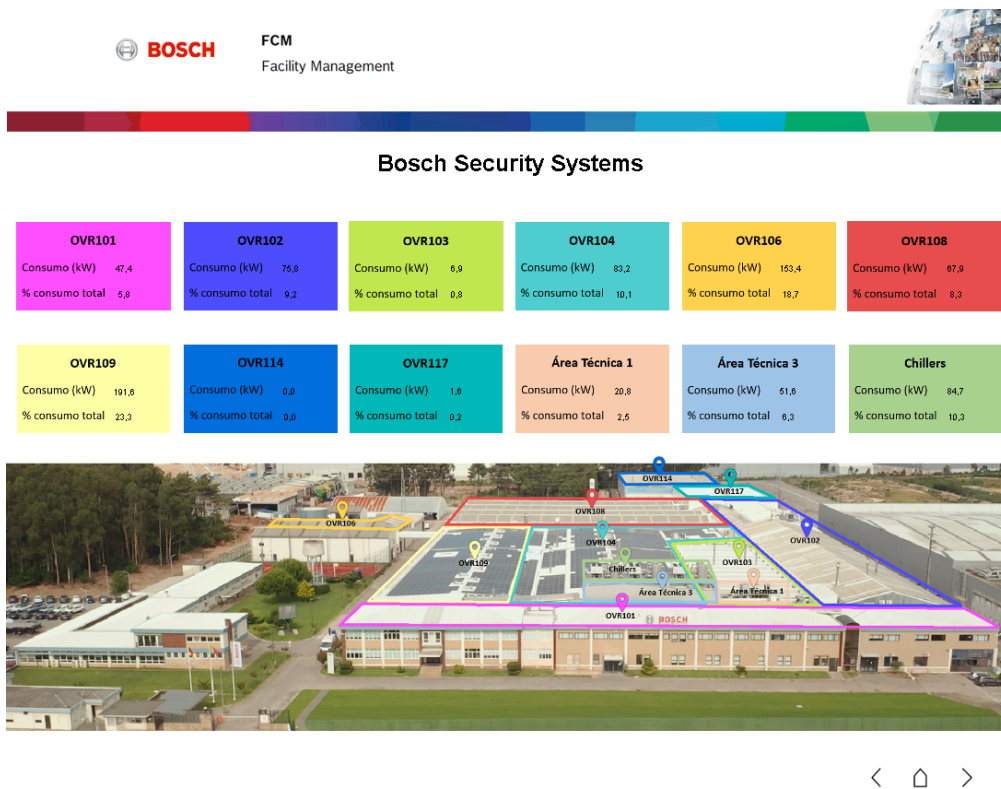 BOSCH
FCM
Facility Management
Bosch Security Systems
OVR101
Consumo (kW) 47,4
% consumo total 5,8
OVR102
Consumo (kW) 75,8
% consumo total 9,2
OVR103
Consumo (kW) 6,9
% consumo total 0,8
OVR104
Consumo (kW) 83,2
% consumo total 10,1
OVR106
Consumo (kW) 153,4
% consumo total 18,7
OVR108
Consumo (kW) 67,9
% consumo total 8,3
OVR109
Consumo (kW) 191,6
% consumo total 23,3
OVR114
Consumo (kW) 0,0
% consumo total 0,0
OVR117
Consumo (kW) 1,6
% consumo total 0,2
Área Técnica 1
Consumo (kW) 20,8
% consumo total 2,5
Área Técnica 3
Consumo (kW) 51,6
% consumo total 6,3
Chillers
Consumo (kW) 84,7
% consumo total 10,3
OVR114
OVR117
OVR108
OVR106
OVR104
OVR102
OVR109
OVR103
Chillers
Área Técnica 3
Área Técnica 1
OVR101
BOSCH